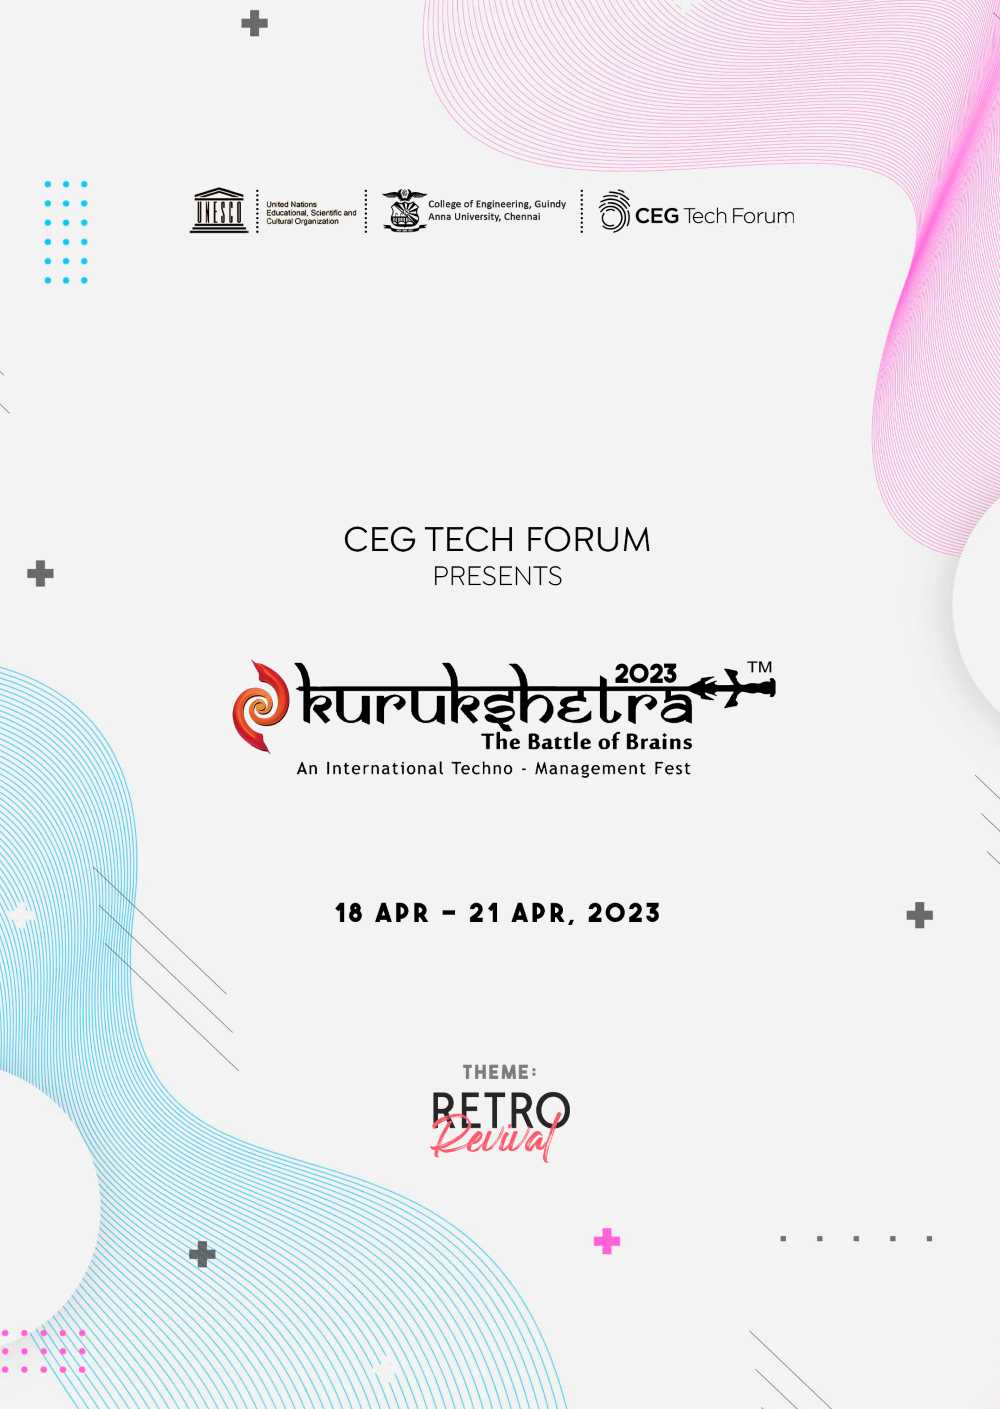 UNESCO
United Nations
Educational, Scientific and
Cultural Organization
College of Engineering, Guindy
Anna University, Chennai
CEG Tech Forum
CEG TECH FORUM
PRESENTS
kurukshetra 2023 TM
The Battle of Brains
An International Techno - Management Fest
18 APR – 21 APR, 2023
THEME:
RETRO
Revival